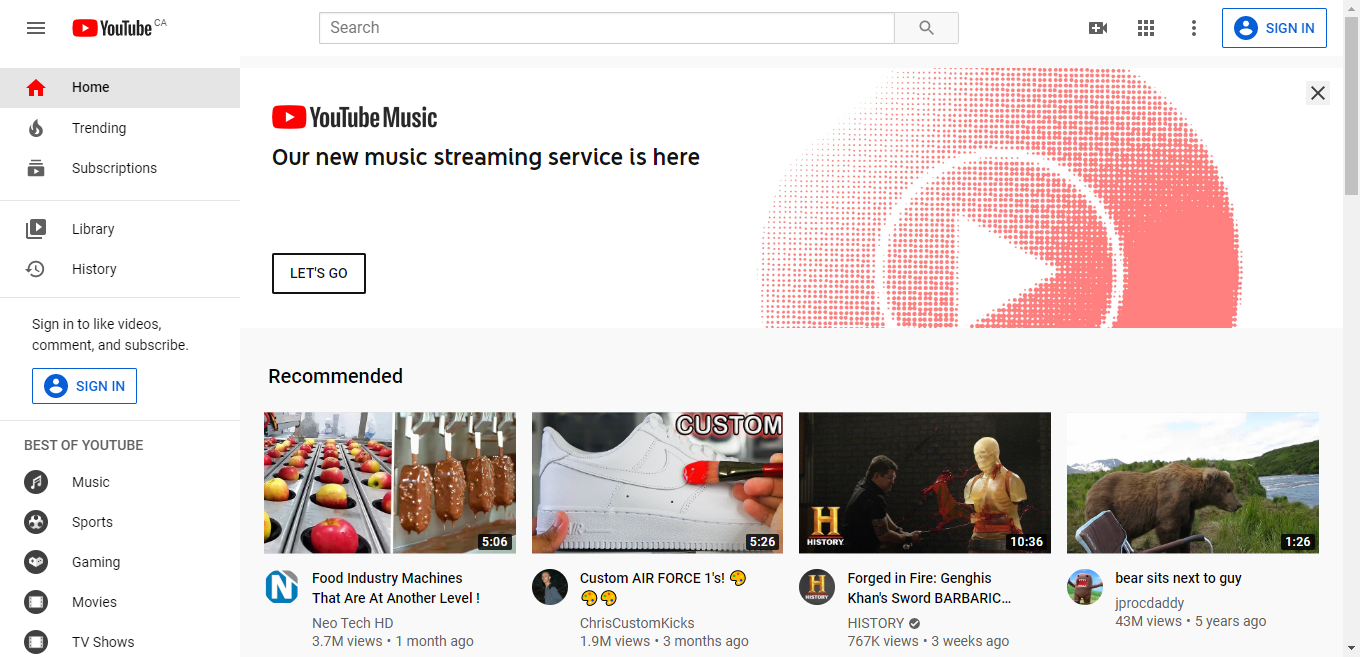 YouTube CA
Search
SIGN IN
Home
Trending
Subscriptions
Library
History
Sign in to like videos,
comment, and subscribe.
SIGN IN
BEST OF YOUTUBE
Music
Sports
Gaming
Movies
TV Shows
YouTube Music
Our new music streaming service is here
LET'S GO
Recommended
5:06
CUSTOM
5:26
H
HISTORY
10:36
1:26
N
Food Industry Machines
That Are At Another Level !
Neo Tech HD
3.7M views • 1 month ago
Custom AIR FORCE 1's! 🎨
🎨🎨
ChrisCustomKicks
1.9M views • 3 months ago
H
HISTORY
Forged in Fire: Genghis
Khan's Sword BARBARIC…
HISTORY
767K views • 3 weeks ago
bear sits next to guy
jprocdaddy
43M views • 5 years ago